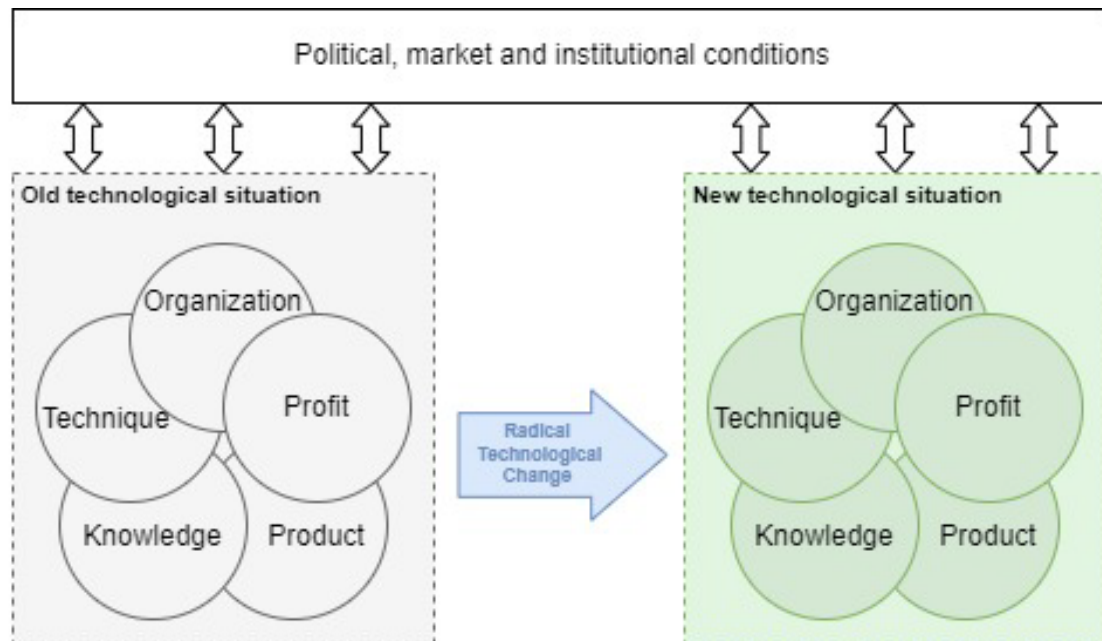 Political, market and institutional conditions
Old technological situation
Organization
Technique
Profit
Knowledge
Product
Radical
Technological
Change
New technological situation
Organization
Technique
Profit
Knowledge
Product